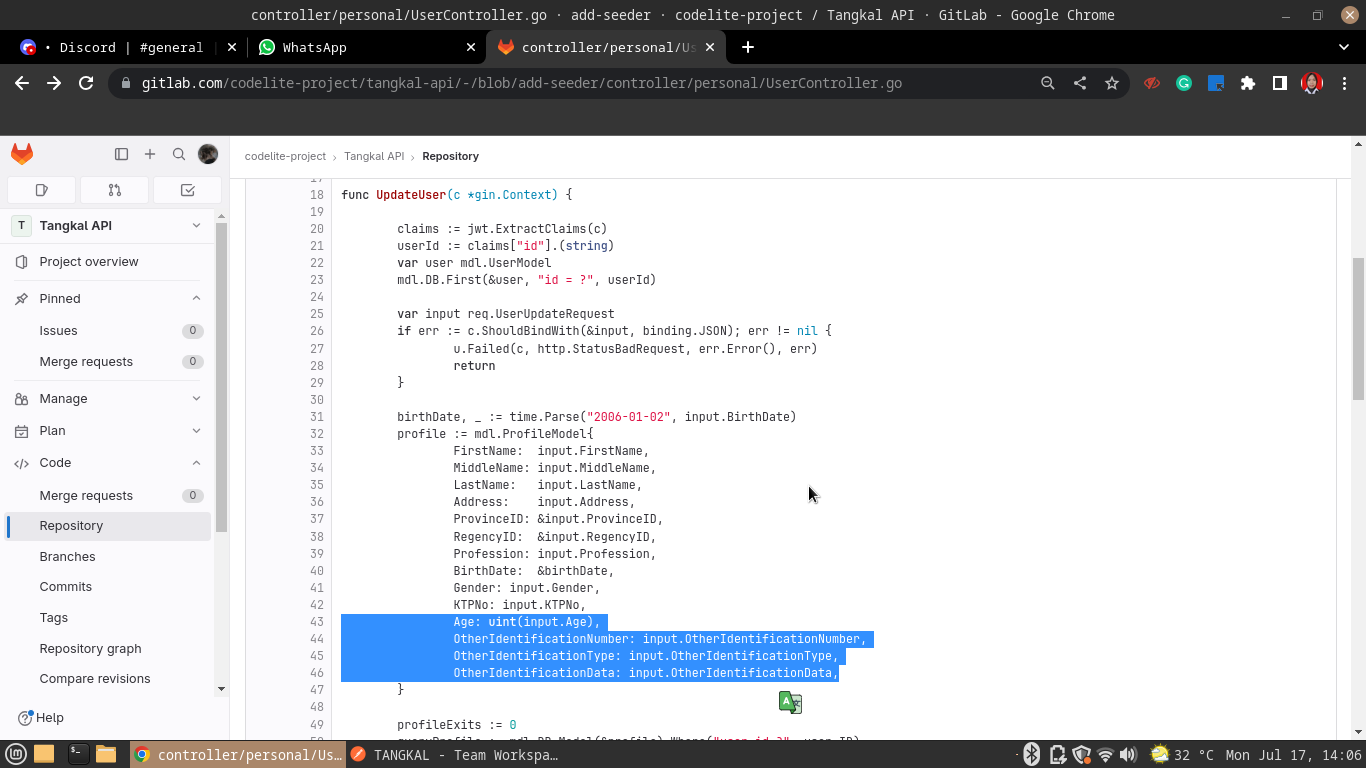 controller/personal/UserController.go · add-seeder · codelite-project / Tangkal API · GitLab - Google Chrome
• Discord | #general
WhatsApp
controller/personal/Us
gitlab.com/codelite-project/tangkal-api/-/blob/add-seeder/controller/personal/UserController.go
codelite-project › Tangkal API › Repository
T Tangkal API
Project overview
Pinned
Issues 0
Merge requests 0
Manage
Plan
Code
Merge requests 0
Repository
Branches
Commits
Tags
Repository graph
Compare revisions
Help
17
18 func UpdateUser(c *gin.Context) {
19
20 claims := jwt.ExtractClaims(c)
21 userId := claims["id"].(string)
22 var user mdl.UserModel
23 mdl.DB.First(&user, "id = ?", userId)
24
25 var input req.UserUpdateRequest
26 if err := c.ShouldBindWith(&input, binding.JSON); err != nil {
27 u.Failed(c, http.StatusBadRequest, err.Error(), err)
28 return
29 }
30
31 birthDate, _ := time.Parse("2006-01-02", input.BirthDate)
32 profile := mdl.ProfileModel{
33 FirstName: input.FirstName,
34 MiddleName: input.MiddleName,
35 LastName: input.LastName,
36 Address: input.Address,
37 ProvinceID: &input.ProvinceID,
38 RegencyID: &input.RegencyID,
39 Profession: input.Profession,
40 BirthDate: &birthDate,
41 Gender: input.Gender,
42 KTPNo: input.KTPNo,
43 Age: uint(input.Age),
44 OtherIdentificationNumber: input.OtherIdentificationNumber,
45 OtherIdentificationType: input.OtherIdentificationType,
46 OtherIdentificationData: input.OtherIdentificationData,
47 }
48
49 profileExits := 0
controller/personal/Us...
TANGKAL - Team Workspa…
32 °C Mon Jul 17, 14:06